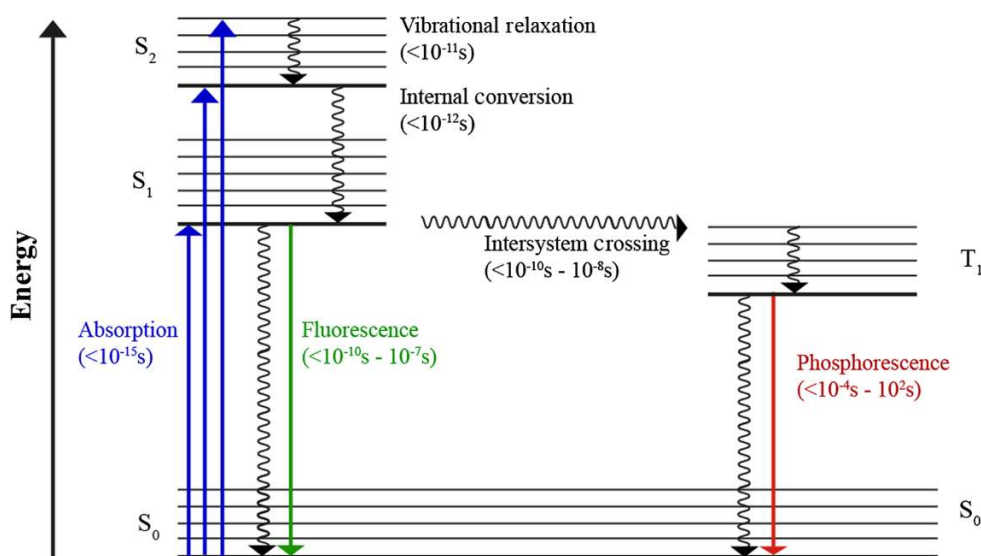 Vibrational relaxation
(<10⁻¹¹s)
S₂
Internal conversion
(<10⁻¹²s)
S₁
Intersystem crossing
(<10⁻¹⁰s - 10⁻⁸s)
T₁
Energy
Absorption
(<10⁻¹⁵s)
Fluorescence
(<10⁻¹⁰s - 10⁻⁷s)
Phosphorescence
(<10⁻⁴s - 10²s)
S₀
S₀